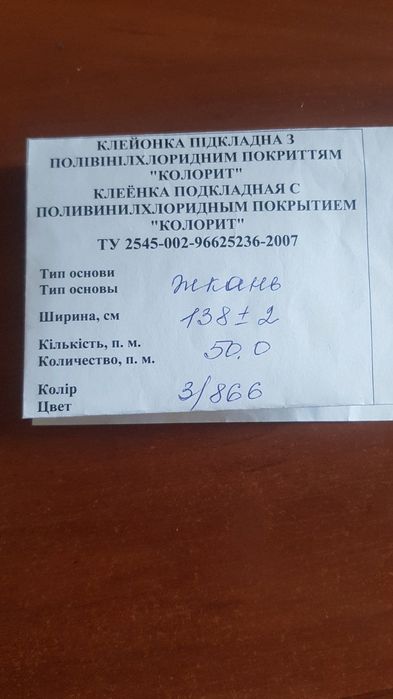 КЛЕЙОНКА ПІДКЛАДНА З
ПОЛІВІНІЛХЛОРИДНИМ ПОКРИТТЯМ
"КОЛОРИТ"
КЛЕЁНКА ПОДКЛАДНАЯ С
ПОЛИВИНИЛХЛОРИДНЫМ ПОКРЫТИЕМ
"КОЛОРИТ"
ТУ 2545-002-96625236-2007
Тип основи
Тип основы ткань
Ширина, см 138 ± 2
Кількість, п. м. 50.0
Количество, п. м.
Колір 3/866
Цвет